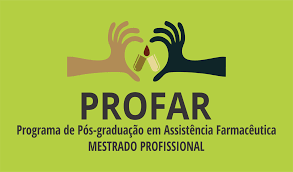 PROFAR
Programa de Pós-graduação em Assistência Farmacêutica
MESTRADO PROFISSIONAL